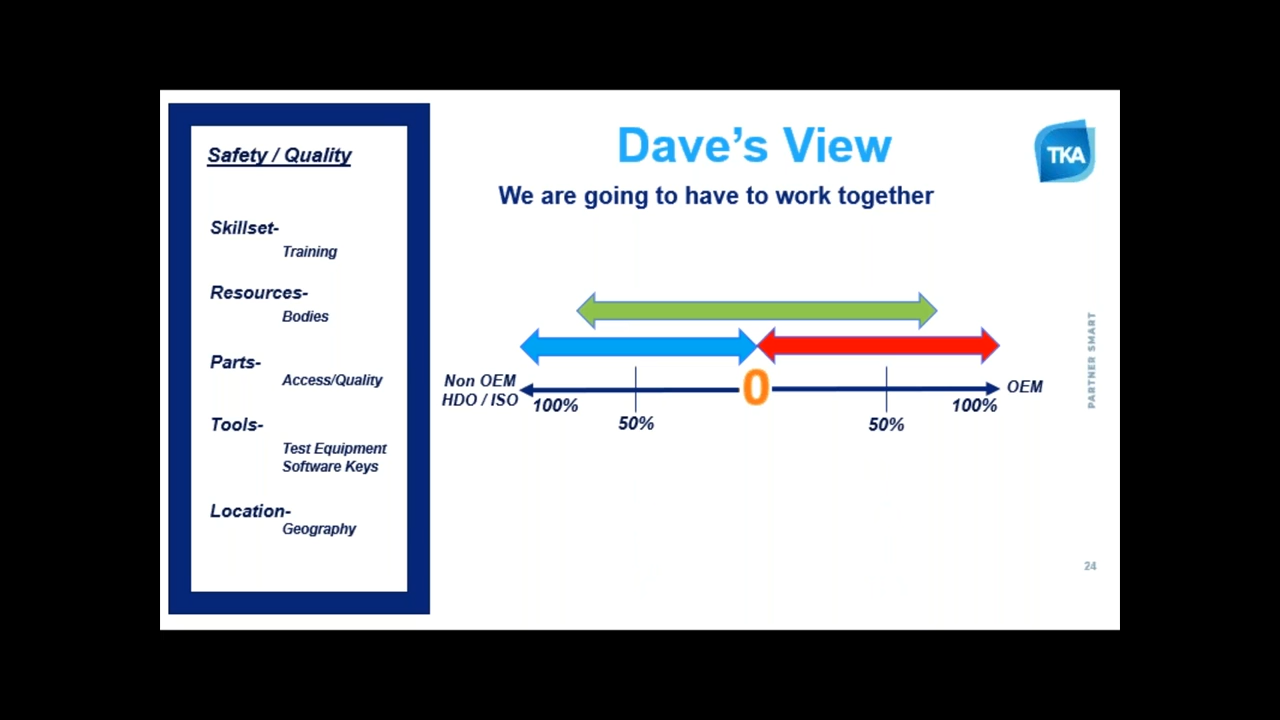 Safety / Quality
Skillset-
Training
Resources-
Bodies
Parts-
Access/Quality
Tools-
Test Equipment
Software Keys
Location-
Geography
Dave's View
We are going to have to work together
TKA
Non OEM
HDO / ISO
100%
50%
0
50%
100%
OEM
PARTNER SMART
24